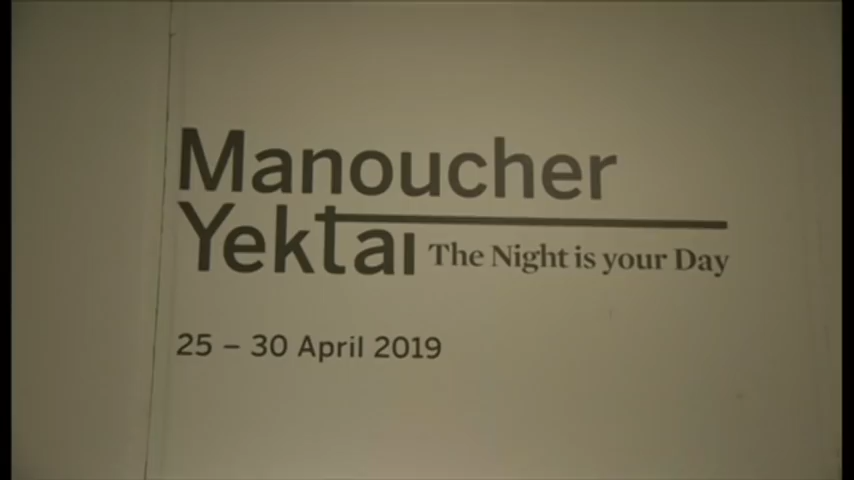 Manoucher
Yektai The Night is your Day
25 – 30 April 2019